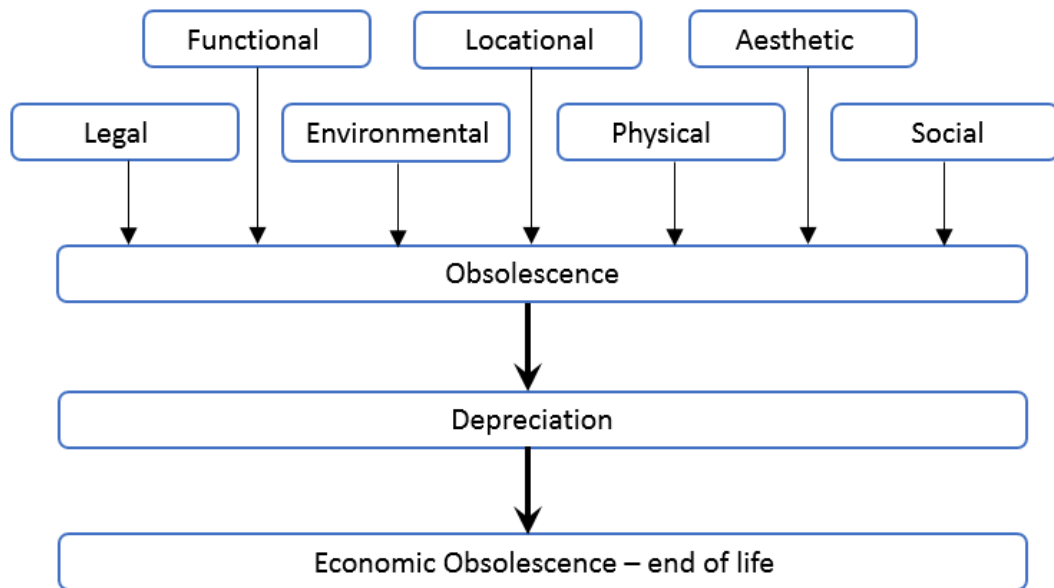 Functional
Locational
Aesthetic
Legal
Environmental
Physical
Social
Obsolescence
Depreciation
Economic Obsolescence – end of life